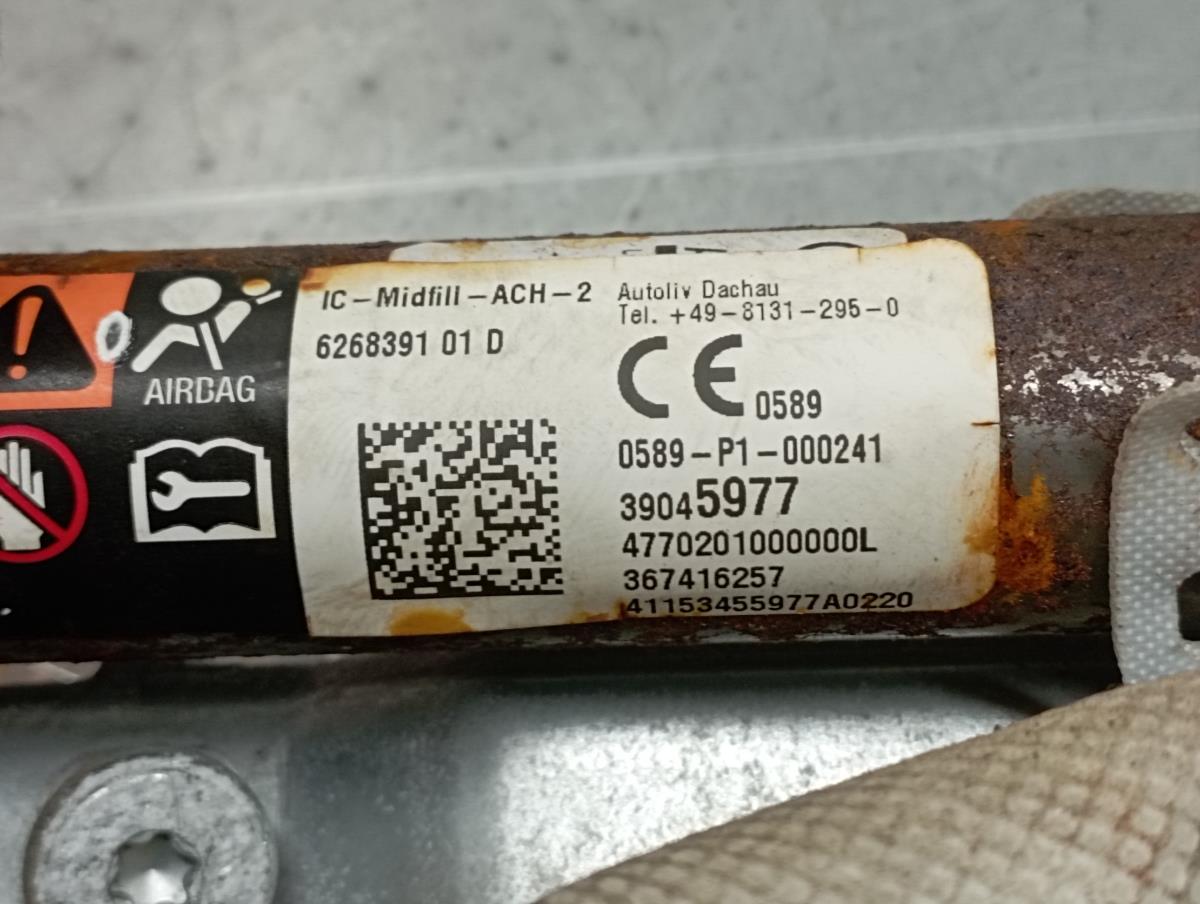 AIRBAG
IC-Midfill-ACH-2
6268391 01 D
Autoliv Dachau
Tel. +49-8131-295-0
CE 0589
0589-P1-000241
39045977
4770201000000L
367416257
41153455977A0220